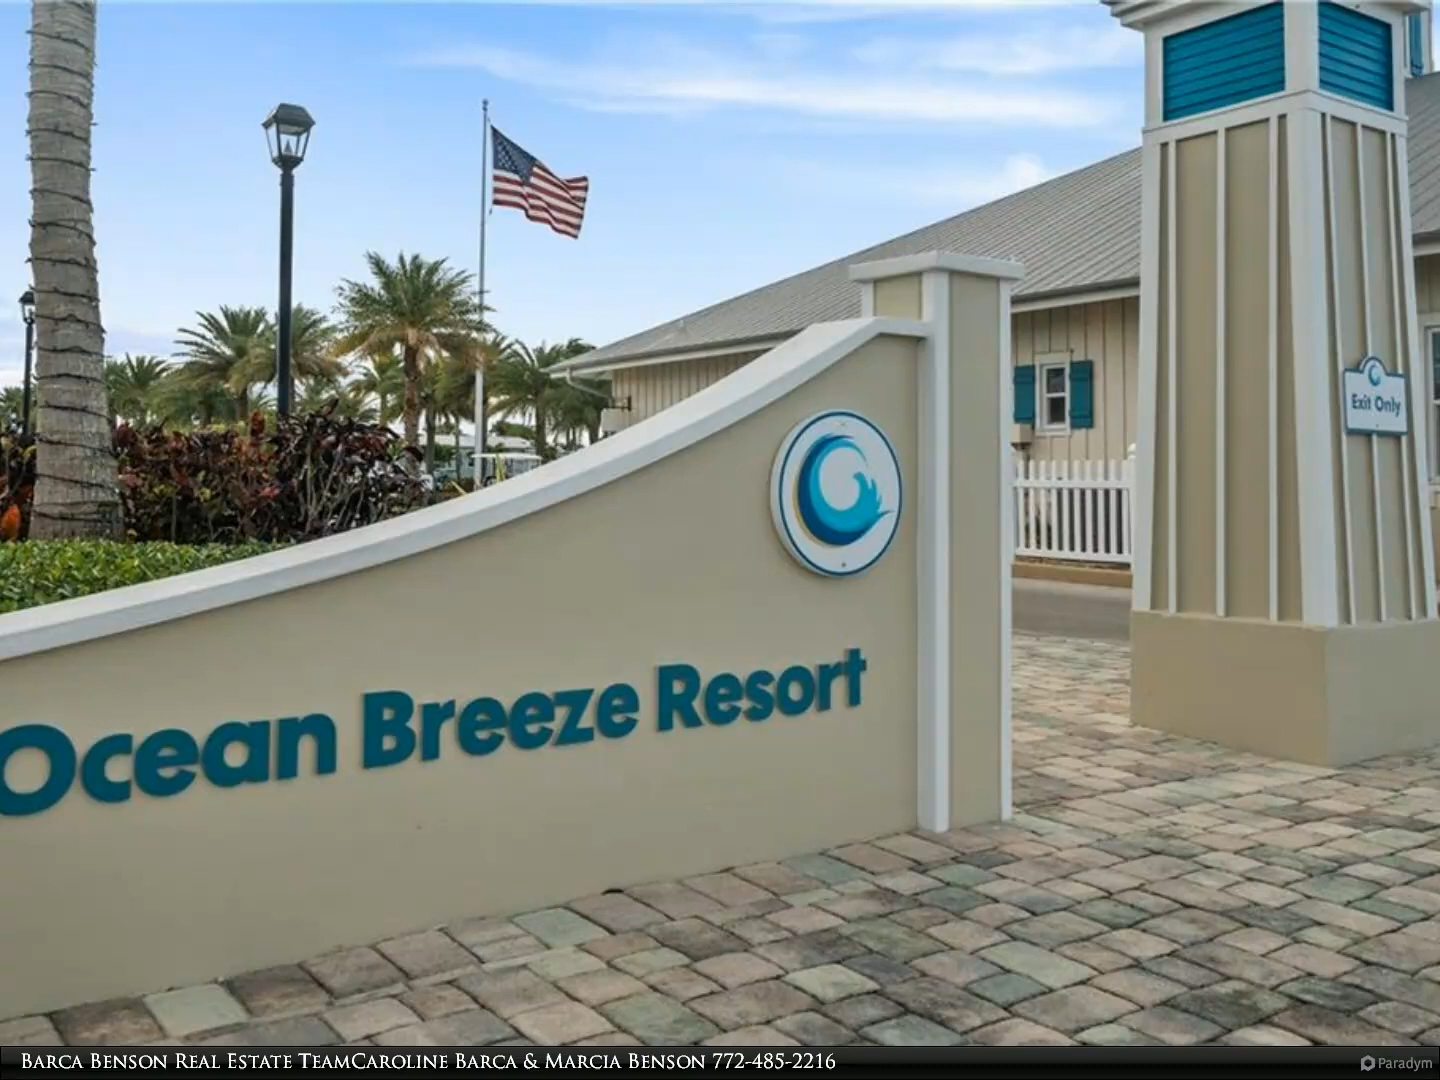 Exit Only
Ocean Breeze Resort
Barca Benson Real Estate TeamCaroline Barca & Marcia Benson 772-485-2216
Paradym